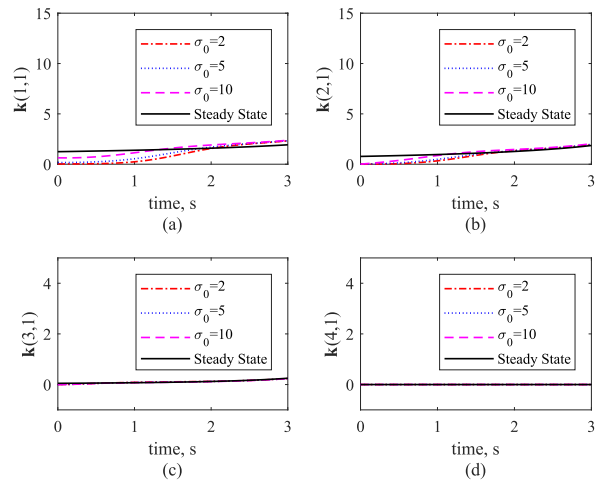 15
10
5
0
k(1,1)
σ0=2
σ0=5
σ0=10
Steady State
0 1 2 3
time, s
(a)
15
10
5
0
k(2,1)
σ0=2
σ0=5
σ0=10
Steady State
0 1 2 3
time, s
(b)
4
2
0
k(3,1)
σ0=2
σ0=5
σ0=10
Steady State
0 1 2 3
time, s
(c)
4
2
0
k(4,1)
σ0=2
σ0=5
σ0=10
Steady State
0 1 2 3
time, s
(d)